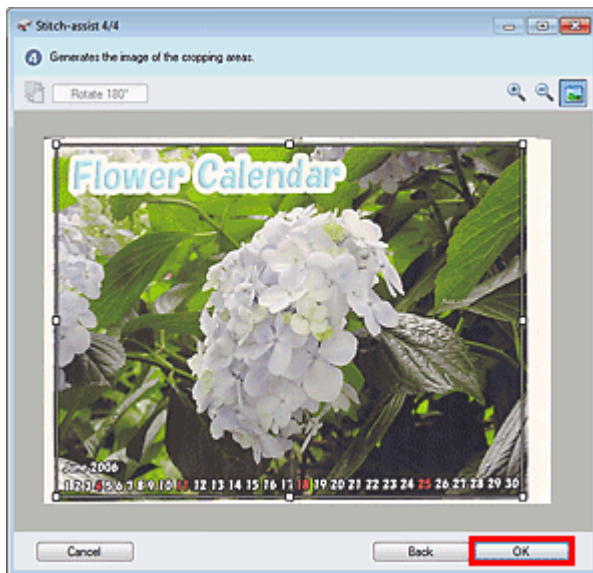 Stitch-assist 4/4
4 Generates the image of the cropping areas.
Rotate 180°
Flower Calendar
June,2006
1 2 3 4 5 6 7 8 9 10 11 12 13 14 15 16 17 18 19 20 21 22 23 24 25 26 27 28 29 30
Cancel Back OK